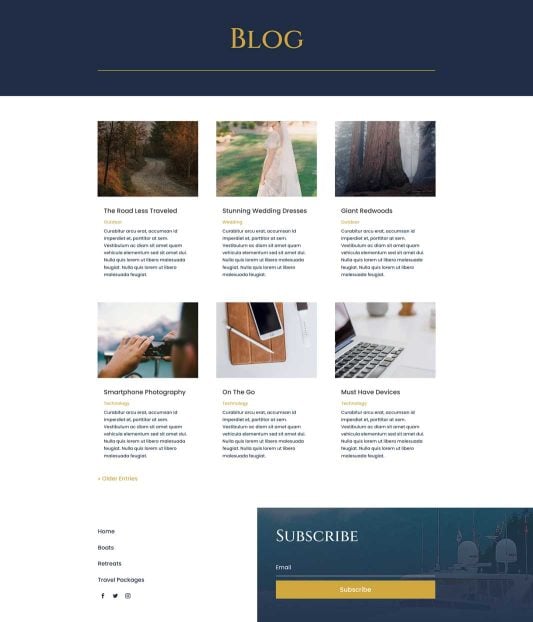 Blog
The Road Less Traveled
Outdoor
Curabitur arcu erat, accumsan id
imperdiet et, porttitor at sem.
Vestibulum ac diam sit amet quam
vehicula elementum sed sit amet dui.
Nulla quis lorem ut libero malesuada
feugiat. Nulla quis lorem ut libero
malesuada feugiat.
Stunning Wedding Dresses
Wedding
Curabitur arcu erat, accumsan id
imperdiet et, porttitor at sem.
Vestibulum ac diam sit amet quam
vehicula elementum sed sit amet dui.
Nulla quis lorem ut libero malesuada
feugiat. Nulla quis lorem ut libero
malesuada feugiat.
Giant Redwoods
Outdoor
Curabitur arcu erat, accumsan id
imperdiet et, porttitor at sem.
Vestibulum ac diam sit amet quam
vehicula elementum sed sit amet dui.
Nulla quis lorem ut libero malesuada
feugiat. Nulla quis lorem ut libero
malesuada feugiat.
Smartphone Photography
Technology
Curabitur arcu erat, accumsan id
imperdiet et, porttitor at sem.
Vestibulum ac diam sit amet quam
vehicula elementum sed sit amet dui.
Nulla quis lorem ut libero malesuada
feugiat. Nulla quis lorem ut libero
malesuada feugiat.
On The Go
Technology
Curabitur arcu erat, accumsan id
imperdiet et, porttitor at sem.
Vestibulum ac diam sit amet quam
vehicula elementum sed sit amet dui.
Nulla quis lorem ut libero malesuada
feugiat. Nulla quis lorem ut libero
malesuada feugiat.
Must Have Devices
Technology
Curabitur arcu erat, accumsan id
imperdiet et, porttitor at sem.
Vestibulum ac diam sit amet quam
vehicula elementum sed sit amet dui.
Nulla quis lorem ut libero malesuada
feugiat. Nulla quis lorem ut libero
malesuada feugiat.
« Older Entries
Home
Boats
Retreats
Travel Packages
Subscribe
Email
Subscribe